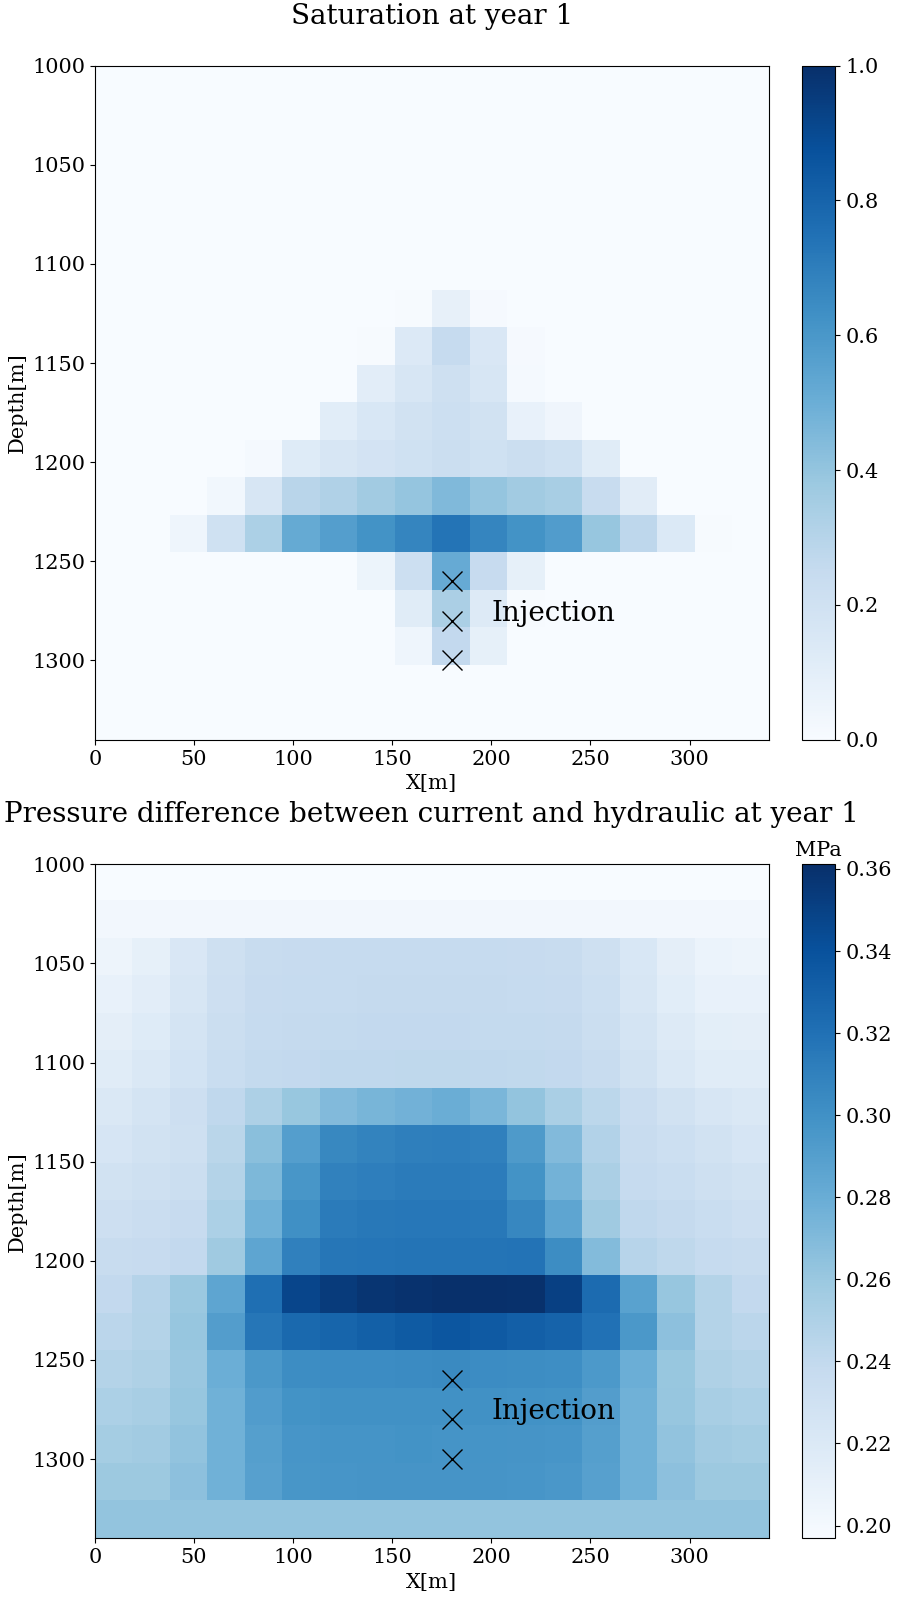 Saturation at year 1
1000
1050
1100
1150
1200
1250
1300
Depth[m]
Injection
0 50 100 150 200 250 300
X[m]
1.0
0.8
0.6
0.4
0.2
0.0
Pressure difference between current and hydraulic at year 1
MPa
1000
1050
1100
1150
1200
1250
1300
Depth[m]
Injection
0 50 100 150 200 250 300
X[m]
0.36
0.34
0.32
0.30
0.28
0.26
0.24
0.22
0.20